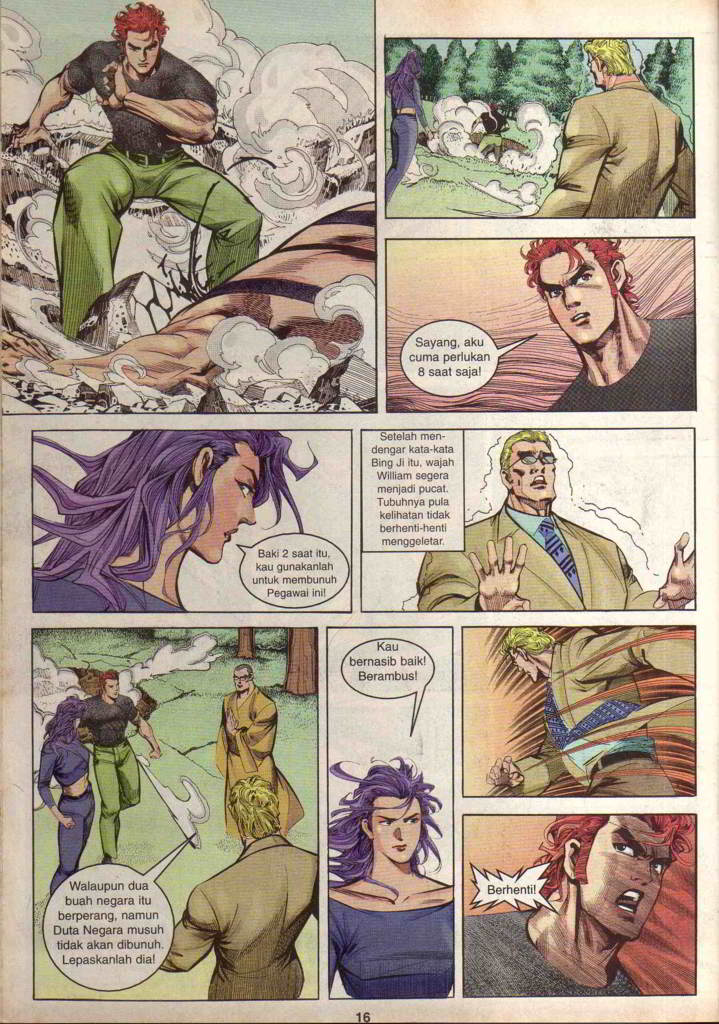 Sayang, aku
cuma perlukan
8 saat saja!
Baki 2 saat itu,
kau gunakanlah
untuk membunuh
Pegawai ini!
Setelah men-
dengar kata-kata
Bing Ji itu, wajah
William segera
menjadi pucat.
Tubuhnya pula
kelihatan tidak
berhenti-henti
menggeletar.
Walaupun dua
buah negara itu
berperang, namun
Duta Negara musuh
tidak akan dibunuh.
Lepaskanlah dia!
Kau
bernasib baik!
Berambus!
Berhenti!
16